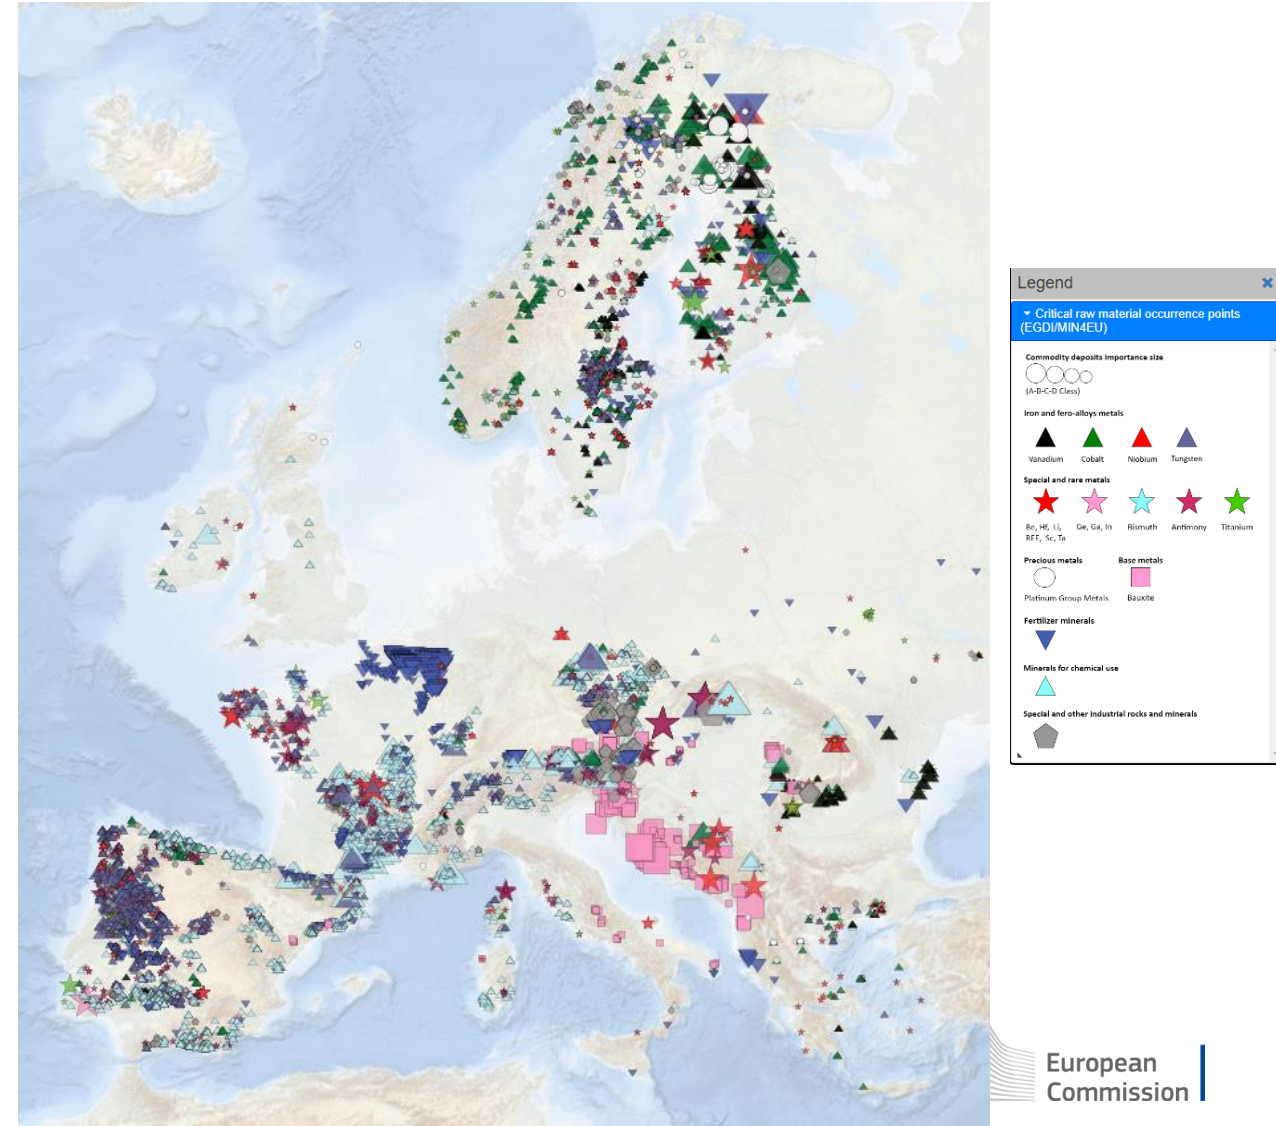 Legend
Critical raw material occurrence points
(EGDI/MIN4EU)
Commodity deposits importance size
(A-B-C-D Class)
Iron and fero-alloys metals
Vanadium Cobalt Niobium Tungsten
Special and rare metals
Be, Hf, Li, REE, Sc, Ta Ge, Ga, In Bismuth Antimony Titanium
Precious metals Base metals
Platinum Group Metals Bauxite
Fertilizer minerals
Minerals for chemical use
Special and other industrial rocks and minerals
European
Commission